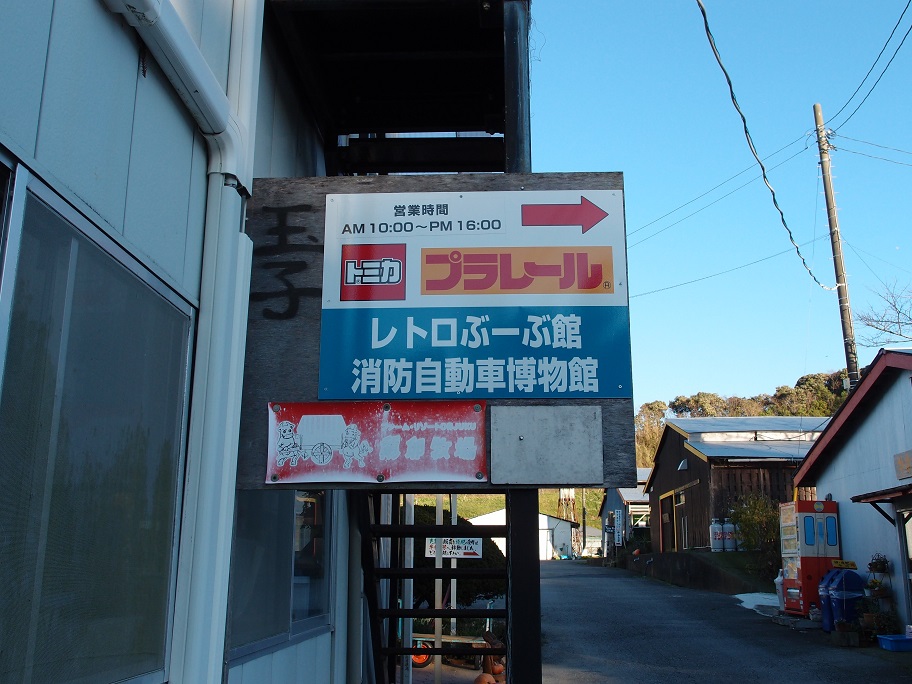 営業時間
AM 10:00～PM 16:00
トミカ
プラレール®
レトロぶーぶ館
消防自動車博物館
玉
子